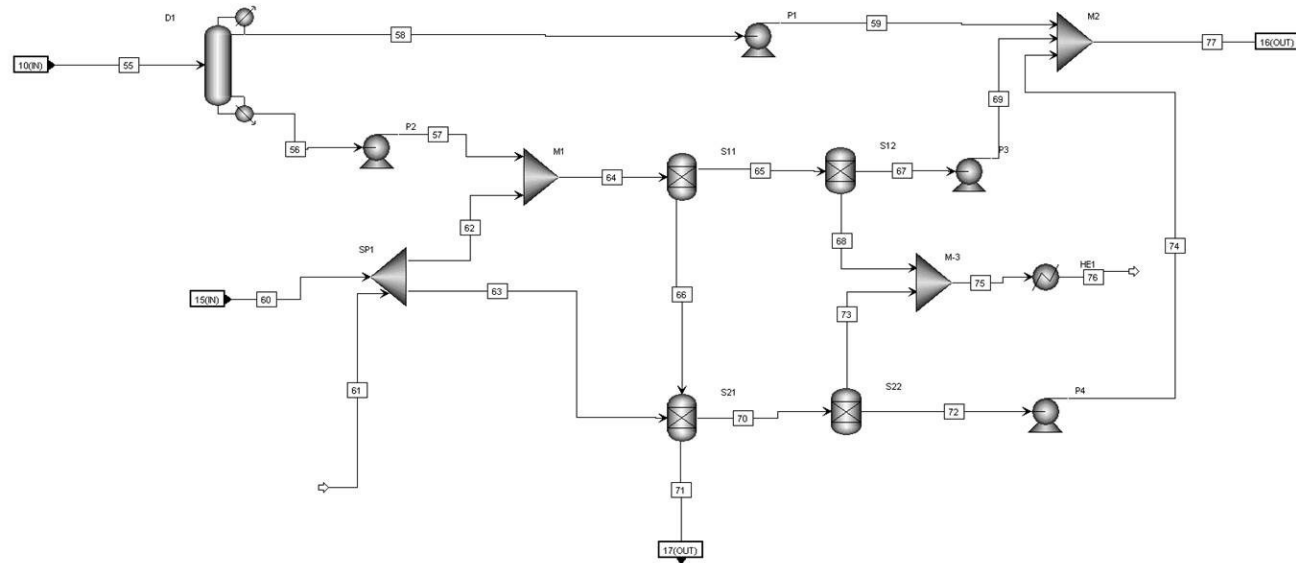 D1
P1
M2
10(IN)
55
58
59
77
16(OUT)
56
P2
57
M1
69
64
S11
65
S12
67
P3
62
SP1
68
M-3
74
15(IN)
60
63
66
75
HE1
76
73
61
S21
70
S22
72
P4
71
17(OUT)